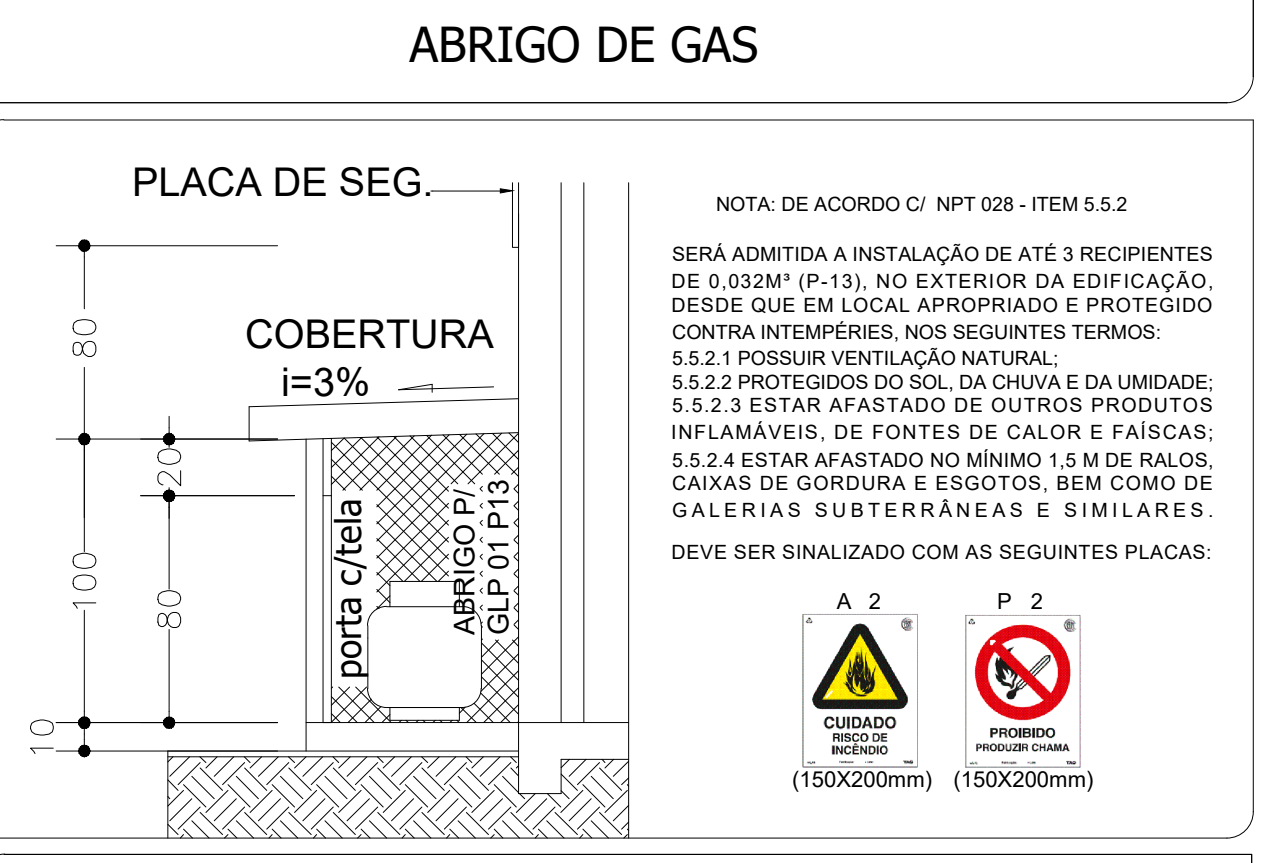 ABRIGO DE GAS
PLACA DE SEG.
80
COBERTURA
i=3%
20
100
80
10
porta c/tela
ABRIGO P/
GLP 01 P13
NOTA: DE ACORDO C/ NPT 028 - ITEM 5.5.2
SERÁ ADMITIDA A INSTALAÇÃO DE ATÉ 3 RECIPIENTES
DE 0,032M³ (P-13), NO EXTERIOR DA EDIFICAÇÃO,
DESDE QUE EM LOCAL APROPRIADO E PROTEGIDO
CONTRA INTEMPÉRIES, NOS SEGUINTES TERMOS:
5.5.2.1 POSSUIR VENTILAÇÃO NATURAL;
5.5.2.2 PROTEGIDOS DO SOL, DA CHUVA E DA UMIDADE;
5.5.2.3 ESTAR AFASTADO DE OUTROS PRODUTOS
INFLAMÁVEIS, DE FONTES DE CALOR E FAÍSCAS;
5.5.2.4 ESTAR AFASTADO NO MÍNIMO 1,5 M DE RALOS,
CAIXAS DE GORDURA E ESGOTOS, BEM COMO DE
GALERIAS SUBTERRÂNEAS E SIMILARES.
DEVE SER SINALIZADO COM AS SEGUINTES PLACAS:
A 2
CUIDADO
RISCO DE
INCÊNDIO
(150X200mm)
P 2
PROIBIDO
PRODUZIR CHAMA
(150X200mm)